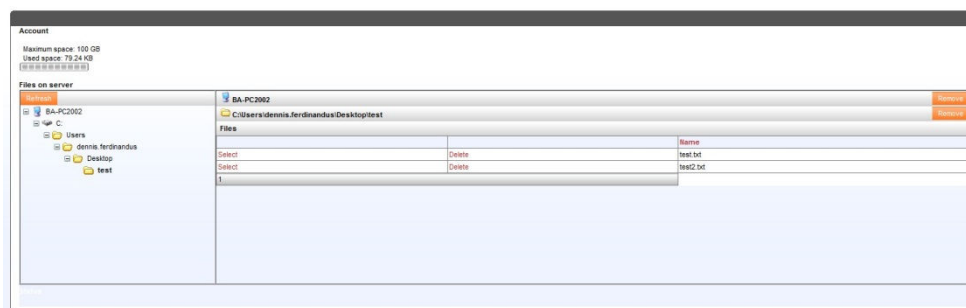 Account
Maximum space: 100 GB
Used space: 79.24 KB
Files on server
Refresh
BA-PC2002
C:
Users
dennis.ferdinandus
Desktop
test
BA-PC2002 Remove
C:\Users\dennis.ferdinandus\Desktop\test Remove
Files
Name
Select Delete test.txt
Select Delete test2.txt
1